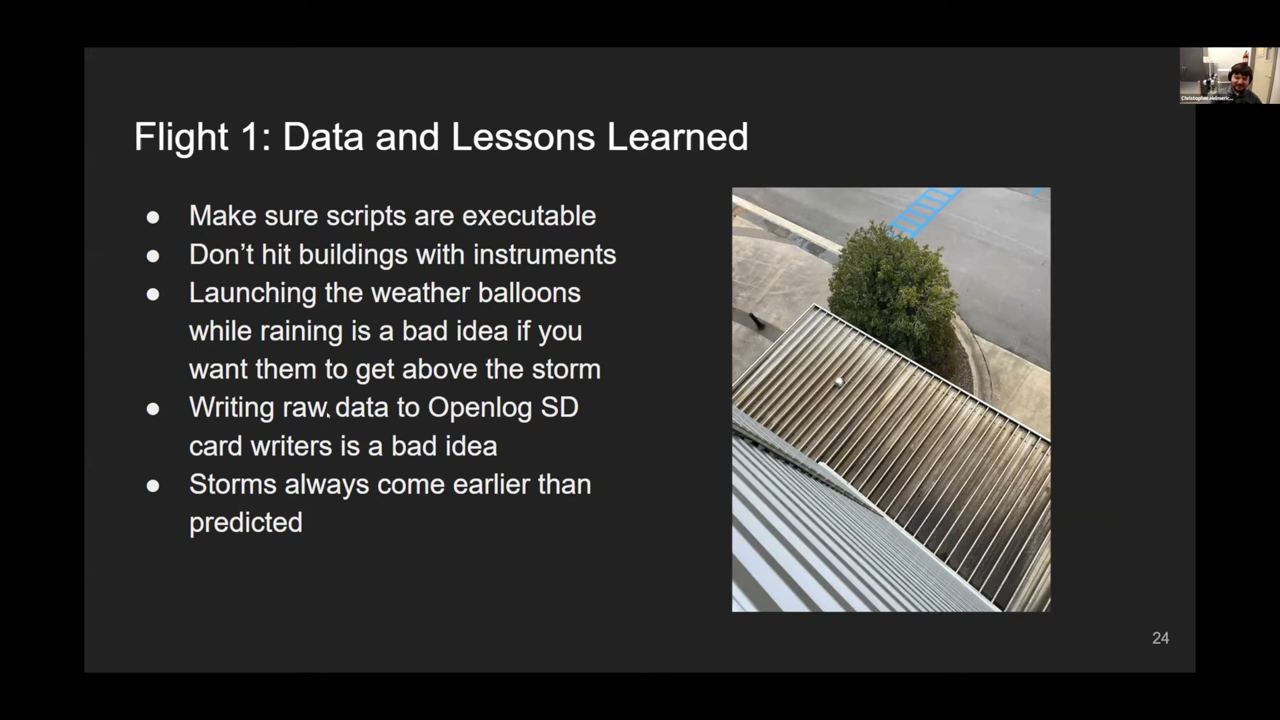 Flight 1: Data and Lessons Learned
● Make sure scripts are executable
● Don’t hit buildings with instruments
● Launching the weather balloons
while raining is a bad idea if you
want them to get above the storm
● Writing raw data to Openlog SD
card writers is a bad idea
● Storms always come earlier than
predicted
24
Christopher